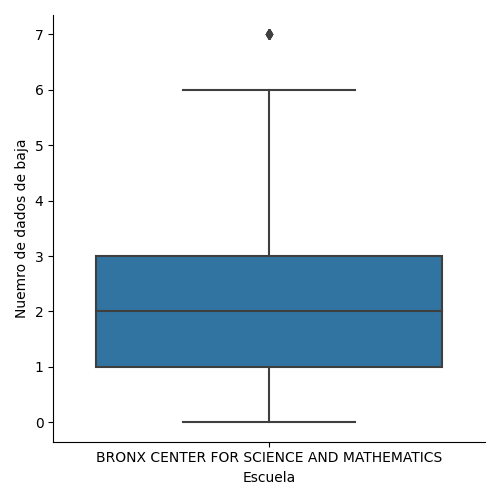 7
6
5
4
3
2
1
0
Nuemro de dados de baja
BRONX CENTER FOR SCIENCE AND MATHEMATICS
Escuela